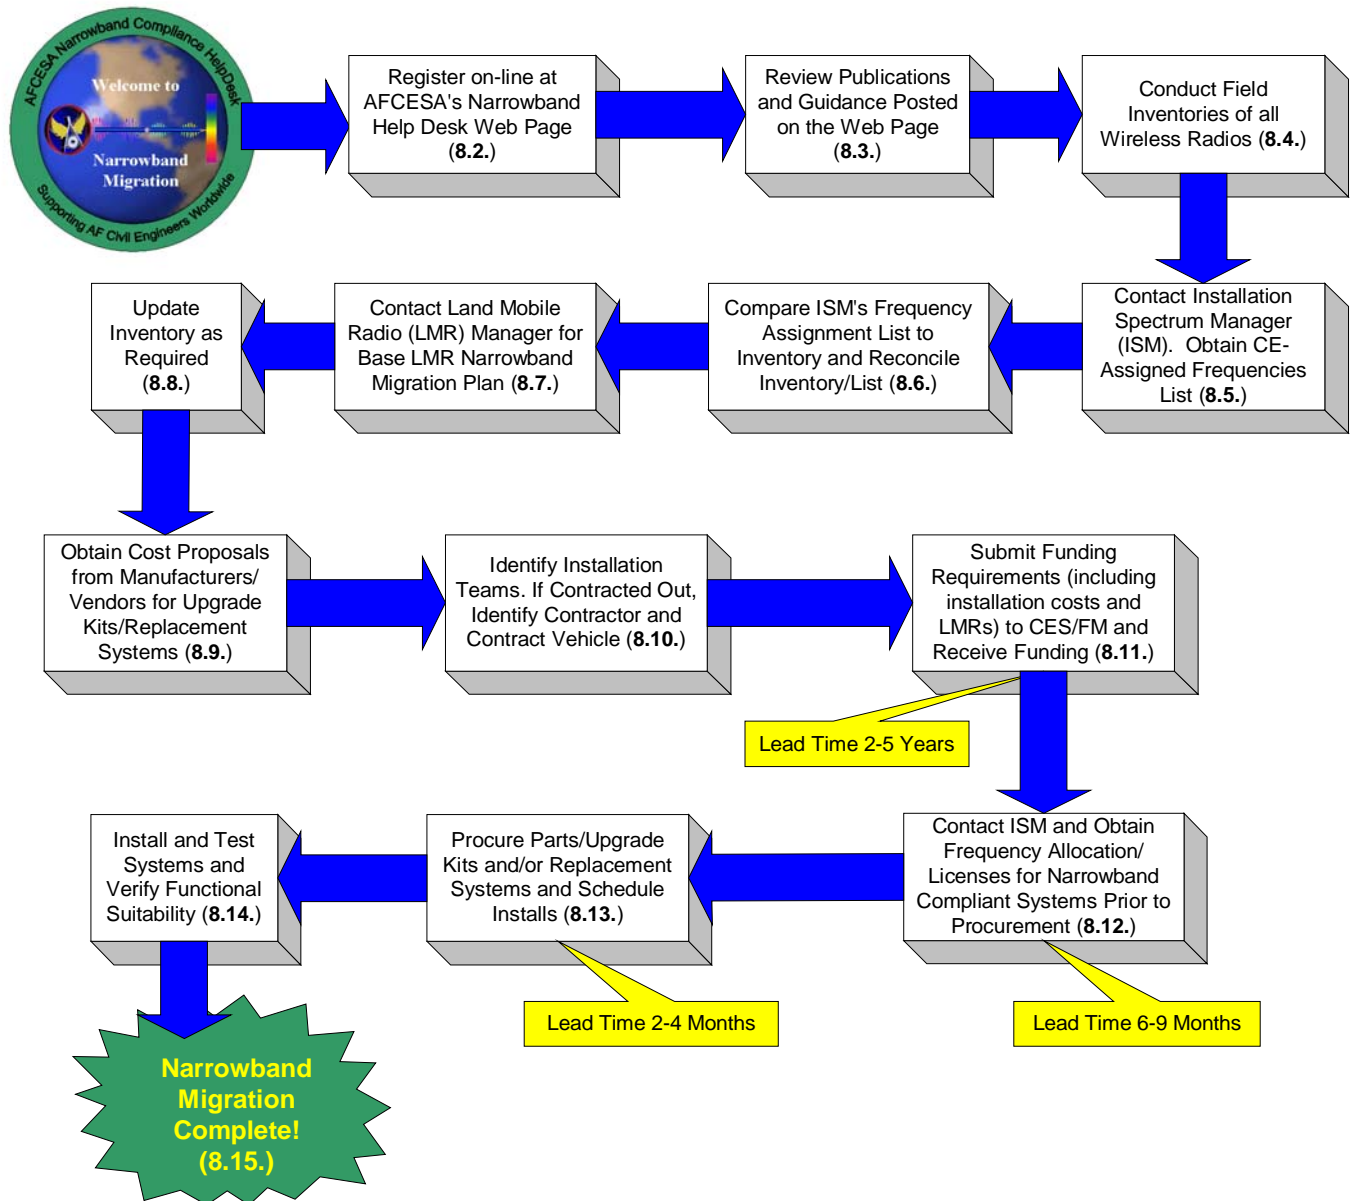 AFCESA Narrowband Compliance HelpDesk
Welcome to
Narrowband
Migration
Supporting AF Civil Engineers Worldwide
Register on-line at
AFCESA's Narrowband
Help Desk Web Page
(8.2.)
Review Publications
and Guidance Posted
on the Web Page
(8.3.)
Conduct Field
Inventories of all
Wireless Radios (8.4.)
Update
Inventory as
Required
(8.8.)
Contact Land Mobile
Radio (LMR) Manager for
Base LMR Narrowband
Migration Plan (8.7.)
Compare ISM's Frequency
Assignment List to
Inventory and Reconcile
Inventory/List (8.6.)
Contact Installation
Spectrum Manager
(ISM).  Obtain CE-
Assigned Frequencies
List (8.5.)
Obtain Cost Proposals
from Manufacturers/
Vendors for Upgrade
Kits/Replacement
Systems (8.9.)
Identify Installation
Teams. If Contracted Out,
Identify Contractor and
Contract Vehicle (8.10.)
Submit Funding
Requirements (including
installation costs and
LMRs) to CES/FM and
Receive Funding (8.11.)
Lead Time 2-5 Years
Install and Test
Systems and
Verify Functional
Suitability (8.14.)
Procure Parts/Upgrade
Kits and/or Replacement
Systems and Schedule
Installs (8.13.)
Contact ISM and Obtain
Frequency Allocation/
Licenses for Narrowband
Compliant Systems Prior to
Procurement (8.12.)
Lead Time 2-4 Months
Lead Time 6-9 Months
Narrowband
Migration
Complete!
(8.15.)